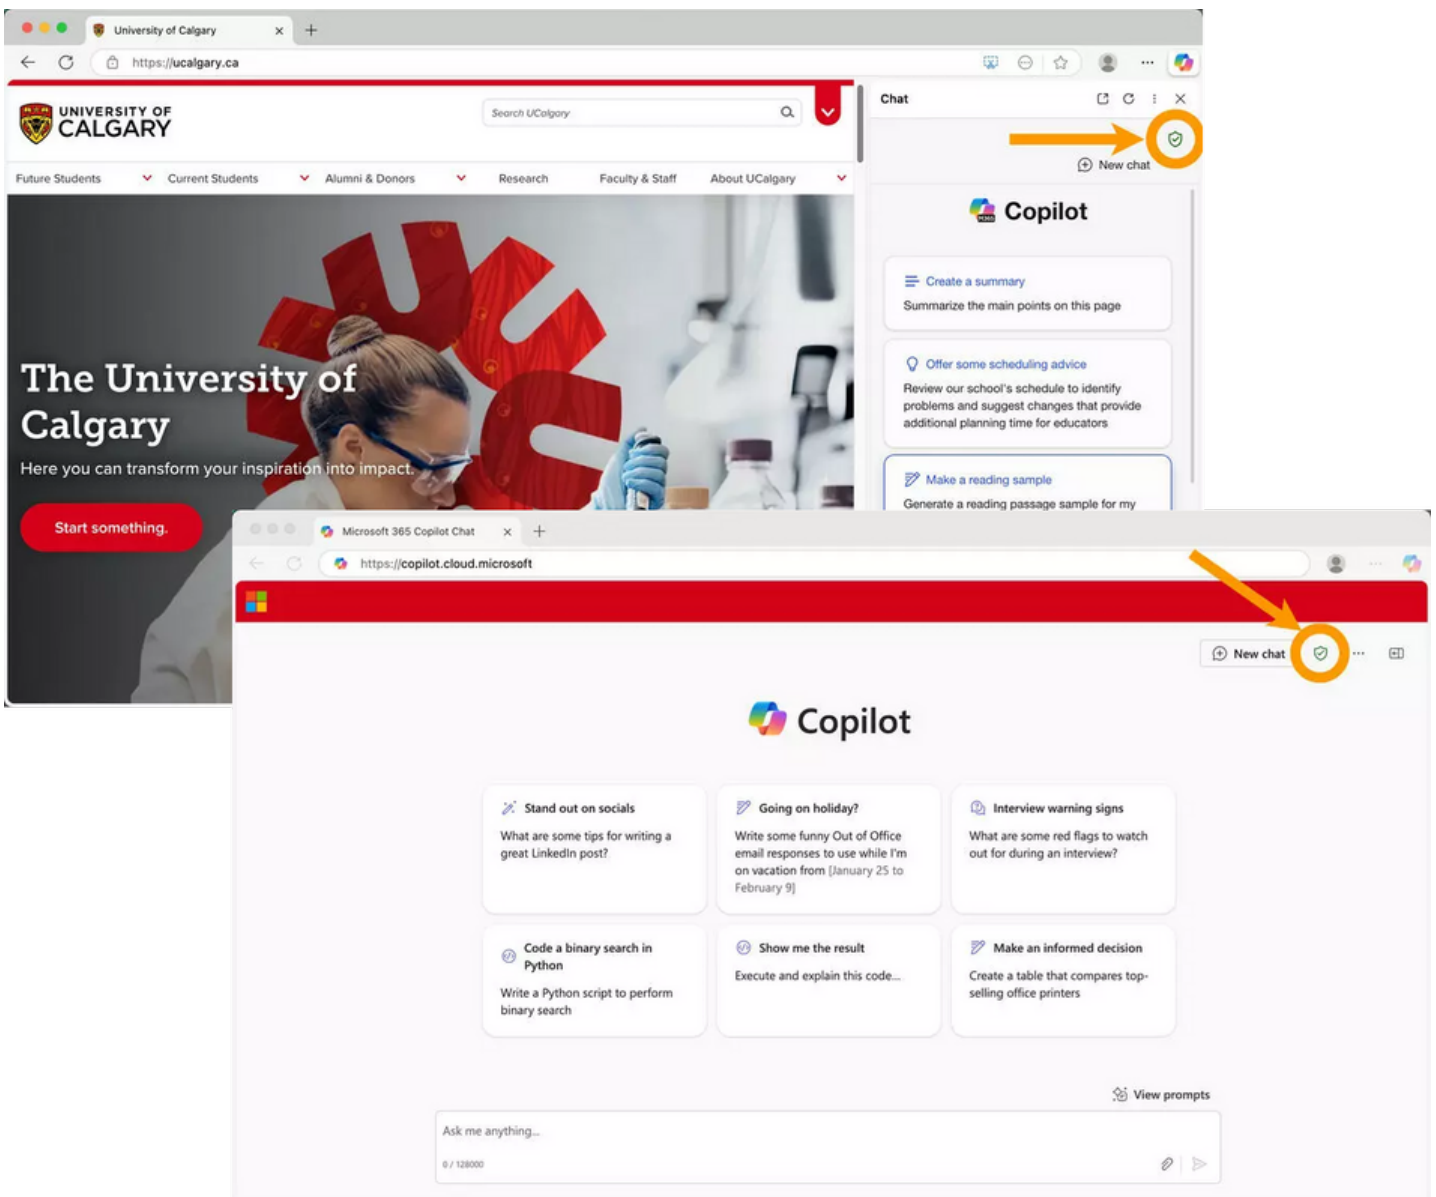 University of Calgary
https://ucalgary.ca
UNIVERSITY OF
CALGARY
Search UCalgary
Future Students
Current Students
Alumni & Donors
Research
Faculty & Staff
About UCalgary
The University of
Calgary
Here you can transform your inspiration into impact.
Start something.
Chat
New chat
M365
Copilot
Create a summary
Summarize the main points on this page
Offer some scheduling advice
Review our school's schedule to identify
problems and suggest changes that provide
additional planning time for educators
Make a reading sample
Generate a reading passage sample for my
Microsoft 365 Copilot Chat
https://copilot.cloud.microsoft
New chat
Copilot
Stand out on socials
What are some tips for writing a
great LinkedIn post?
Going on holiday?
Write some funny Out of Office
email responses to use while I'm
on vacation from [January 25 to
February 9]
Interview warning signs
What are some red flags to watch
out for during an interview?
Code a binary search in
Python
Write a Python script to perform
binary search
Show me the result
Execute and explain this code...
Make an informed decision
Create a table that compares top-
selling office printers
View prompts
Ask me anything...
0 / 128000